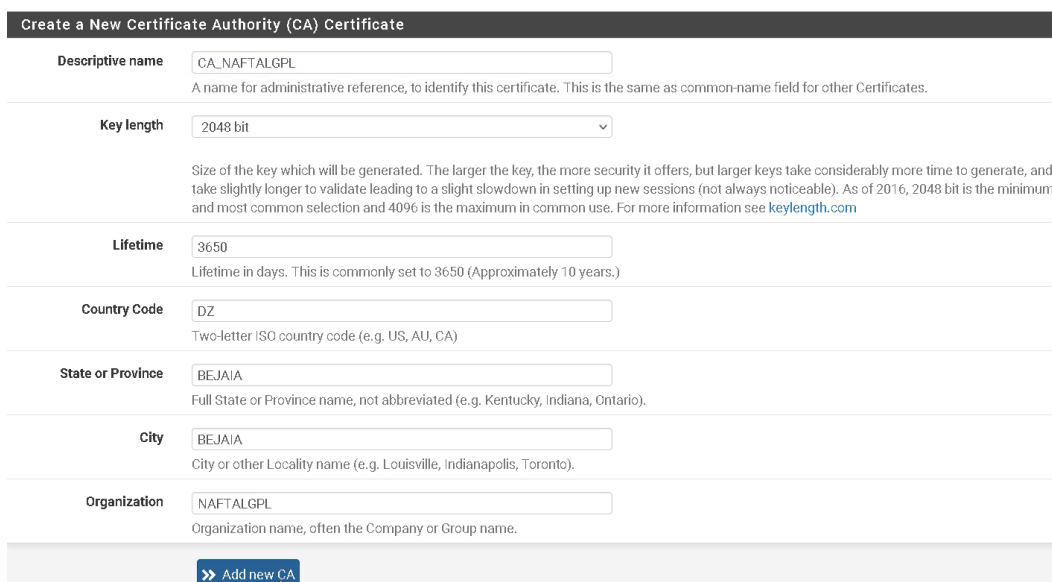 Create a New Certificate Authority (CA) Certificate
Descriptive name
CA_NAFTALGPL
A name for administrative reference, to identify this certificate. This is the same as common-name field for other Certificates.
Key length
2048 bit
Size of the key which will be generated. The larger the key, the more security it offers, but larger keys take considerably more time to generate, and
take slightly longer to validate leading to a slight slowdown in setting up new sessions (not always noticeable). As of 2016, 2048 bit is the minimum
and most common selection and 4096 is the maximum in common use. For more information see keylength.com
Lifetime
3650
Lifetime in days. This is commonly set to 3650 (Approximately 10 years.)
Country Code
DZ
Two-letter ISO country code (e.g. US, AU, CA)
State or Province
BEJAIA
Full State or Province name, not abbreviated (e.g. Kentucky, Indiana, Ontario).
City
BEJAIA
City or other Locality name (e.g. Louisville, Indianapolis, Toronto).
Organization
NAFTALGPL
Organization name, often the Company or Group name.
Add new CA